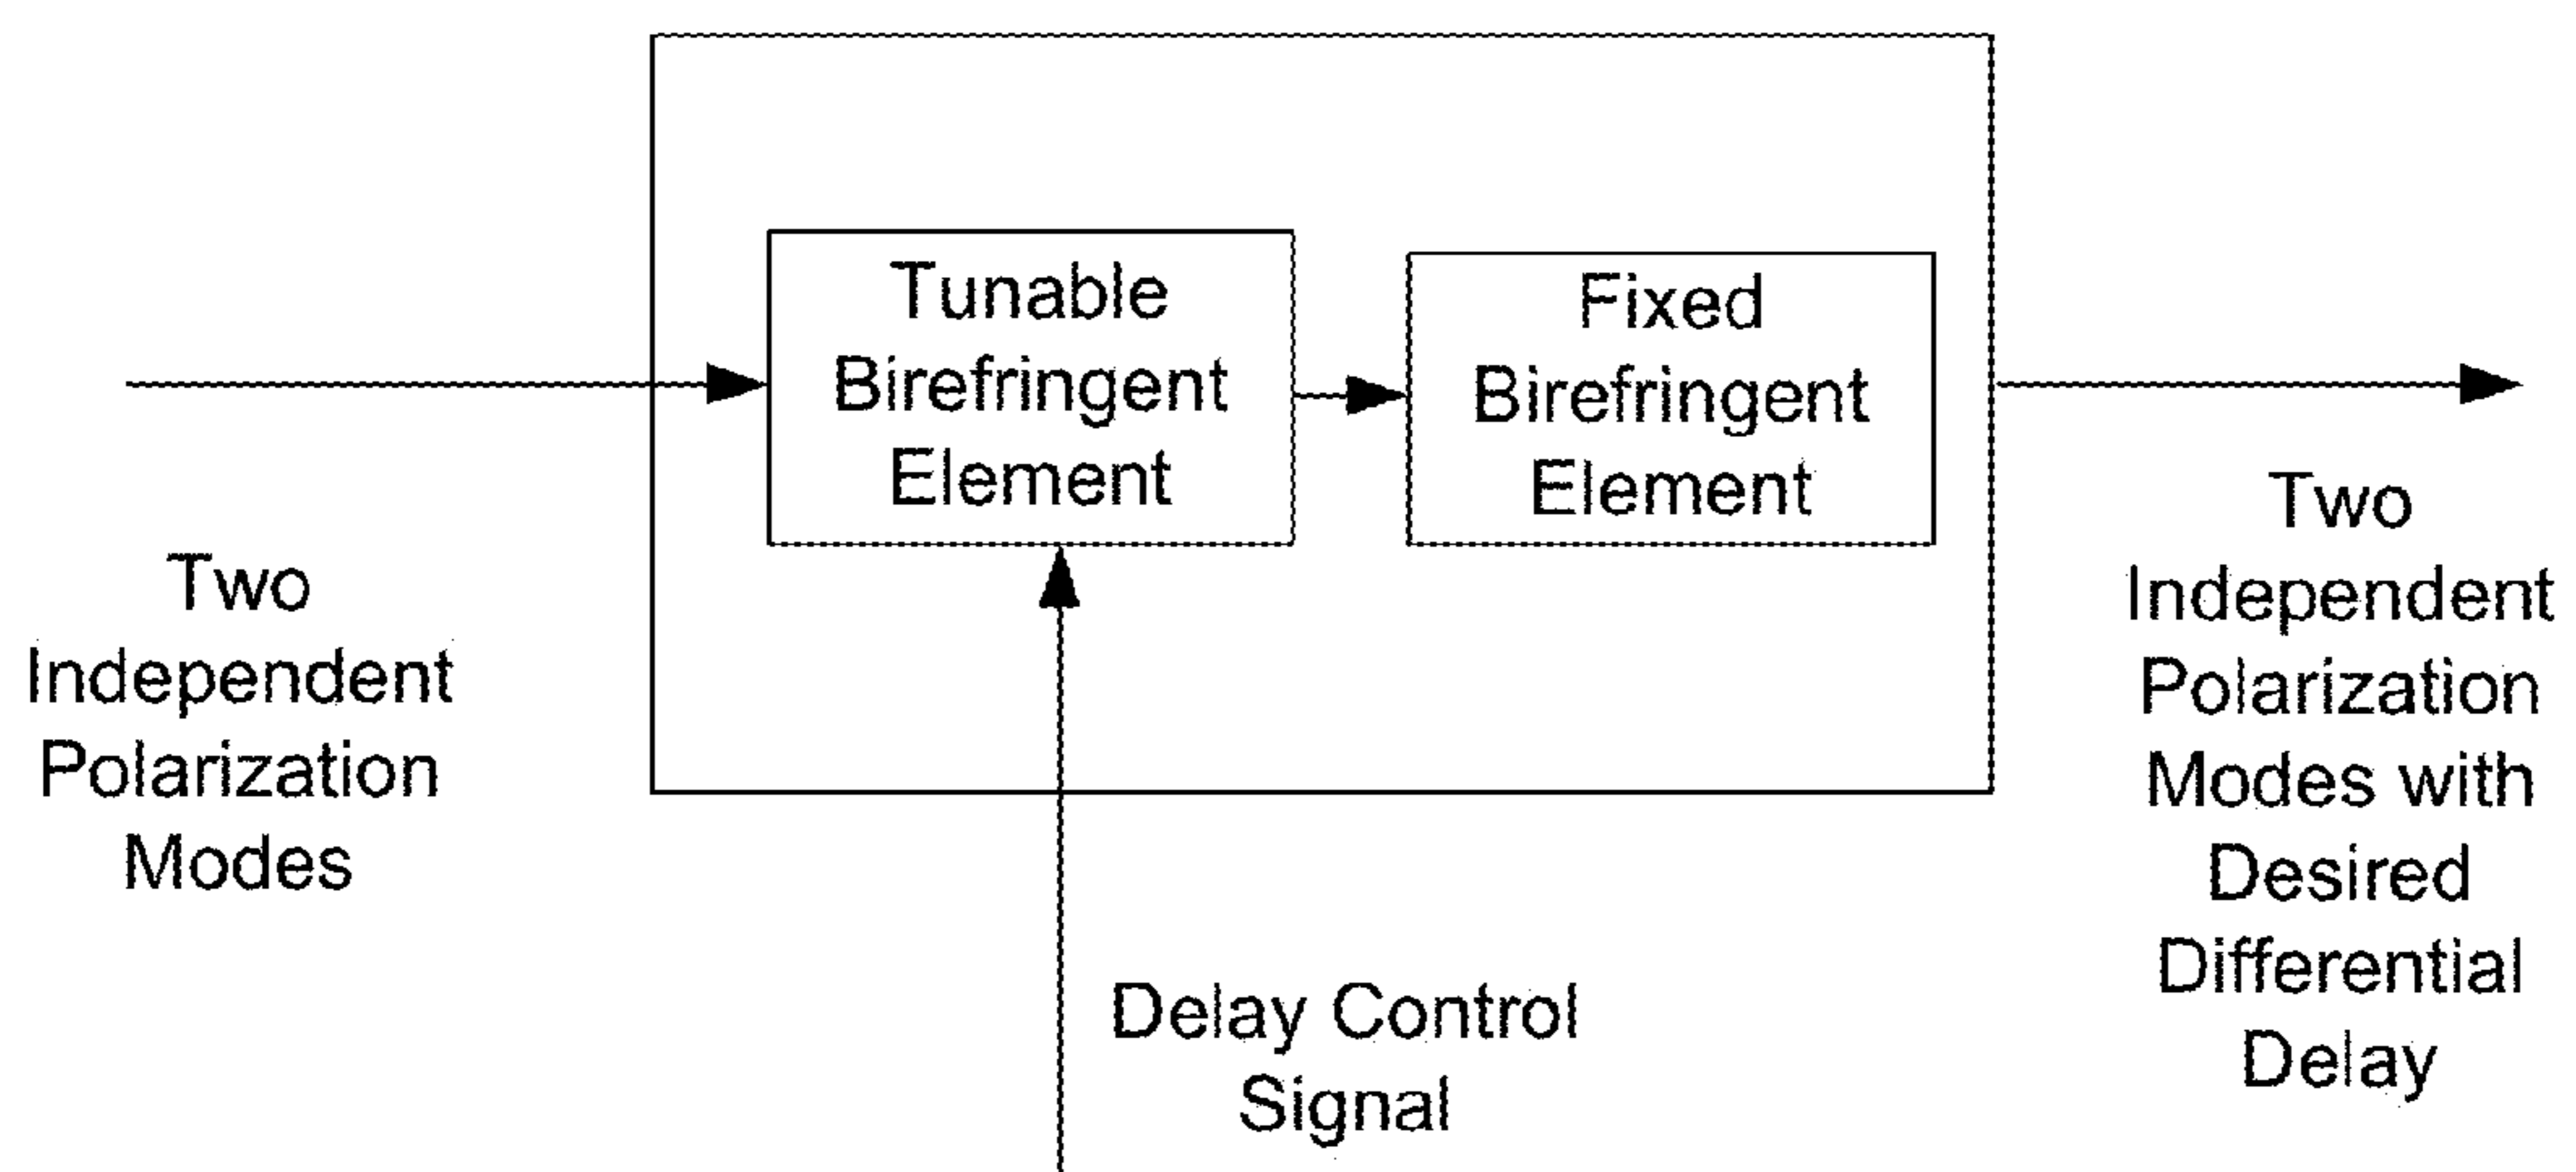 Tunable
Birefringent
Element
Fixed
Birefringent
Element
Two
Independent
Polarization
Modes
Two
Independent
Polarization
Modes with
Desired
Differential
Delay
Delay Control
Signal